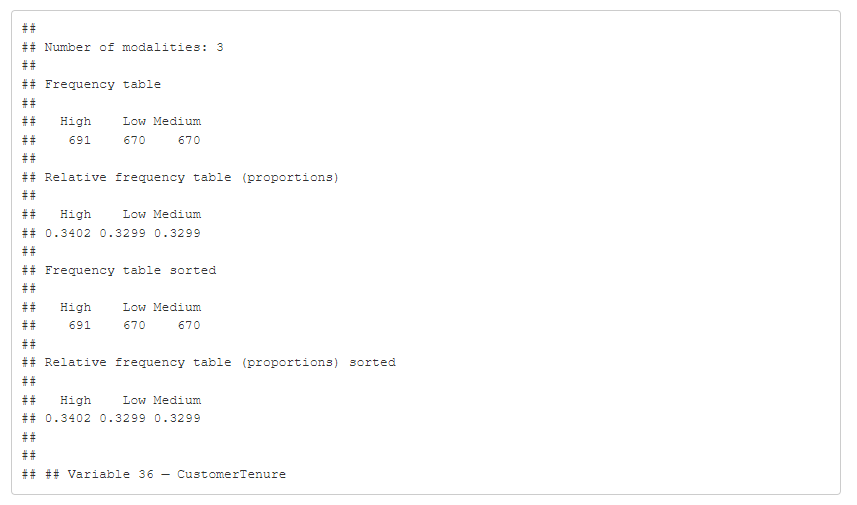 ##
## Number of modalities: 3
##
## Frequency table
##
##   High    Low Medium
##    691    670    670
##
## Relative frequency table (proportions)
##
##   High    Low Medium
## 0.3402 0.3299 0.3299
##
## Frequency table sorted
##
##   High    Low Medium
##    691    670    670
##
## Relative frequency table (proportions) sorted
##
##   High    Low Medium
## 0.3402 0.3299 0.3299
##
##
## ## Variable 36 — CustomerTenure